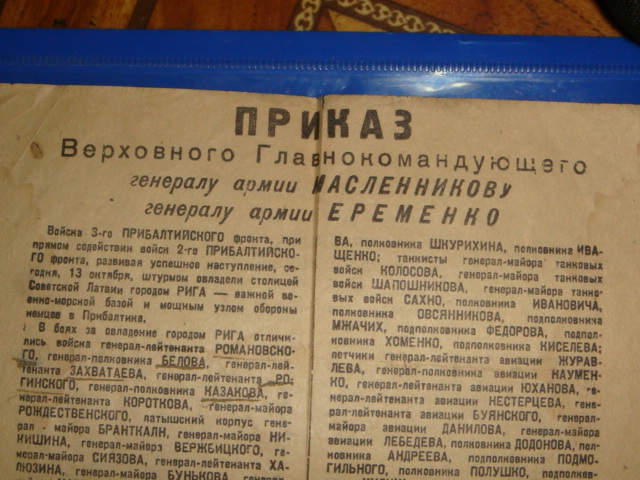 ПРИКАЗ
Верховного Главнокомандующего
генералу армии МАСЛЕННИКОВУ
генералу армии ЕРЕМЕНКО
Войска 3-го ПРИБАЛТИЙСКОГО фронта, при
прямом содействии войск 2-го ПРИБАЛТИЙСКО-
ГО фронта, развивая успешное наступление, се-
годня, 13 октября, штурмом овладели столицей
Советской Латвии городом РИГА — важной во-
енно-морской базой и мощным узлом обороны
немцев в Прибалтике.
В боях за овладение городом РИГА отличи-
лись войска генерал-лейтенанта РОМАНОВСКО-
ГО, генерал-полковника БЕЛОВА, генерал-лей-
тенанта ЗАХВАТАЕВА, генерал-лейтенанта РО-
ГИНСКОГО, генерал-полковника КАЗАКОВА, ге-
нерал-лейтенанта КОРОТКОВА, генерал-майора
РОЖДЕСТВЕНСКОГО, латышский корпус гене-
рал - майора БРАНТКАЛН, генерал-майора НИ-
КИШИНА, генерал-майора ВЕРЖБИЦКОГО, ге-
нерал-майора СИЯЗОВА, генерал-лейтенанта ХА-
ЛЮЗИНА, генерал-майора БУНЬКОВА, генерал-
ВА, полковника ШКУРИХИНА, полковника ИВА-
ЩЕНКО; танкисты генерал-майора танковых
войск КОЛОСОВА, генерал-майора танковых
войск ШАПОШНИКОВА, генерал-майора танко-
вых войск САХНО, полковника ИВАНОВИЧА,
полковника ОВСЯННИКОВА, подполковника
МЖАЧИХ, подполковника ФЕДОРОВА, подпол-
ковника ХОМЕНКО, подполковника КИСЕЛЕВА;
летчики генерал-лейтенанта авиации ЖУРАВ-
ЛЕВА, генерал-лейтенанта авиации НАУМЕН-
КО, генерал-лейтенанта авиации ЮХАНОВА, ге-
нерал-лейтенанта авиации НЕСТЕРЦЕВА, гене-
рал-лейтенанта авиации БУЯНСКОГО, генерал-
майора авиации ДАНИЛОВА, генерал-майора
авиации ЛЕБЕДЕВА, полковника ДОДОНОВА, пол-
ковника АНДРЕЕВА, полковника ПОДМО-
ГИЛЬНОГО, полковника ПОЛУШКО, подполков-